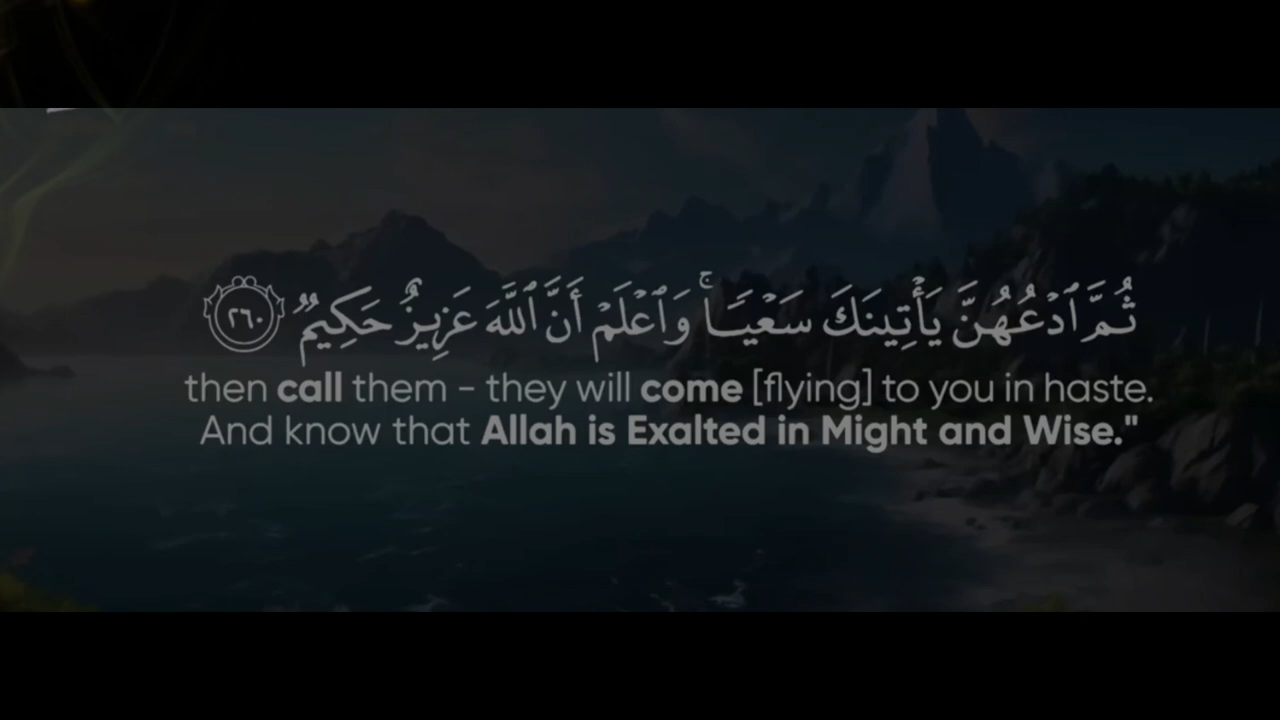 ثُمَّ ٱدْعُهُنَّ يَأْتِينَكَ سَعْيًۭا ۚ وَٱعْلَمْ أَنَّ ٱللَّهَ عَزِيزٌ حَكِيمٌۭ ٢٦٠
then call them – they will come [flying] to you in haste.
And know that Allah is Exalted in Might and Wise."